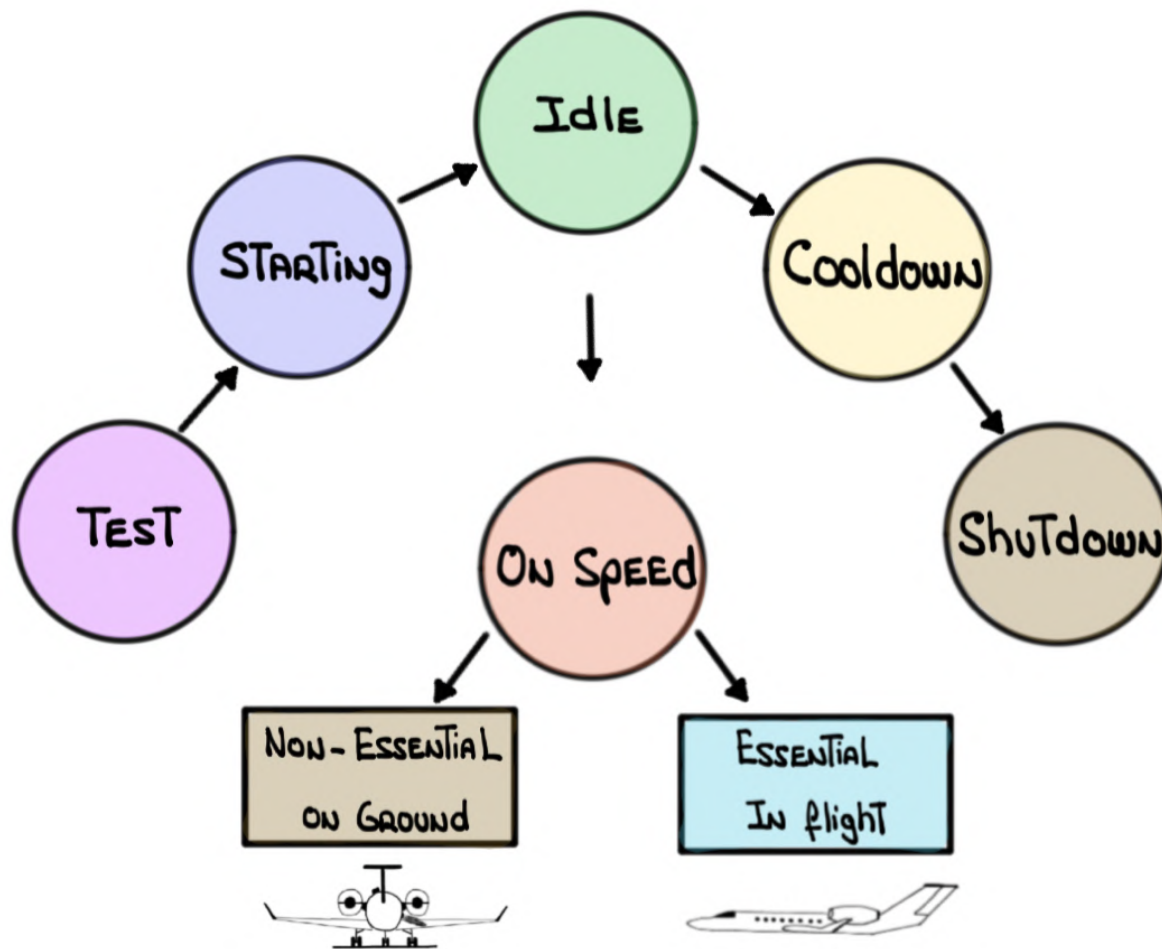 Idle
Starting
Cooldown
Test
On Speed
Shutdown
Non-Essential
on Ground
Essential
In flight